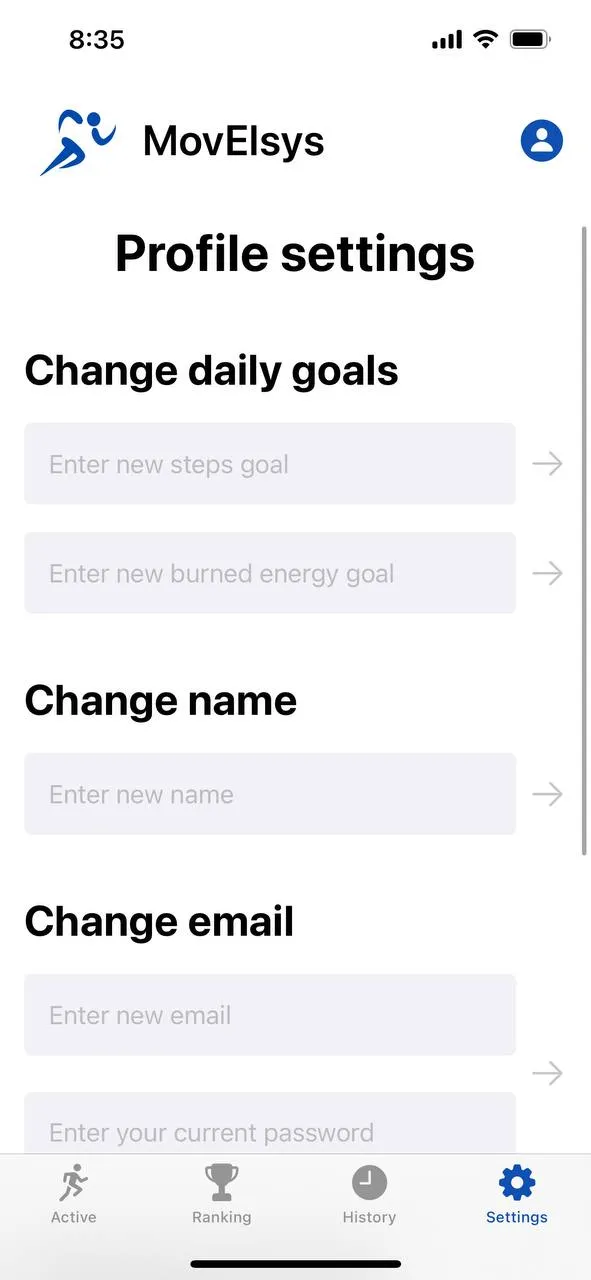 8:35
MovElsys
Profile settings
Change daily goals
Enter new steps goal
Enter new burned energy goal
Change name
Enter new name
Change email
Enter new email
Enter your current password
Active
Ranking
History
Settings